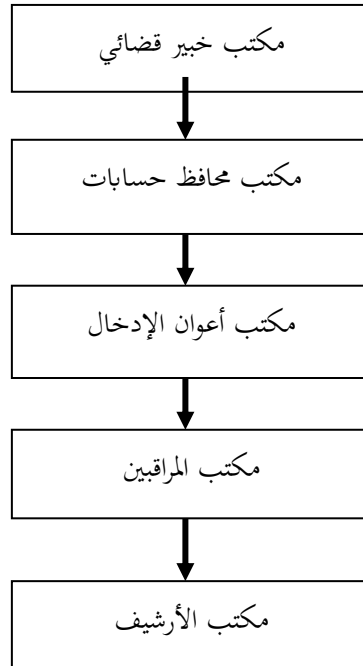 مكتب خبير قضائي
مكتب محافظ حسابات
مكتب أعوان الإدخال
مكتب المراقبين
مكتب الأرشيف